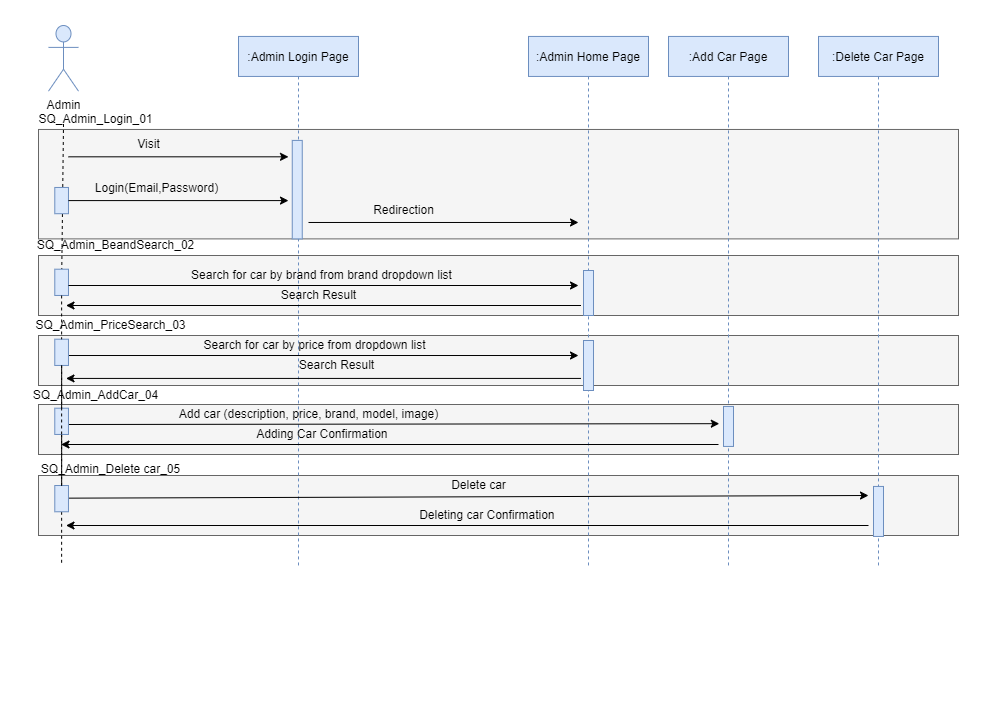 :Admin Login Page
:Admin Home Page
:Add Car Page
:Delete Car Page
Admin
SQ_Admin_Login_01
Visit
Login(Email,Password)
Redirection
SQ_Admin_BeandSearch_02
Search for car by brand from brand dropdown list
Search Result
SQ_Admin_PriceSearch_03
Search for car by price from dropdown list
Search Result
SQ_Admin_AddCar_04
Add car (description, price, brand, model, image)
Adding Car Confirmation
SQ_Admin_Delete car_05
Delete car
Deleting car Confirmation